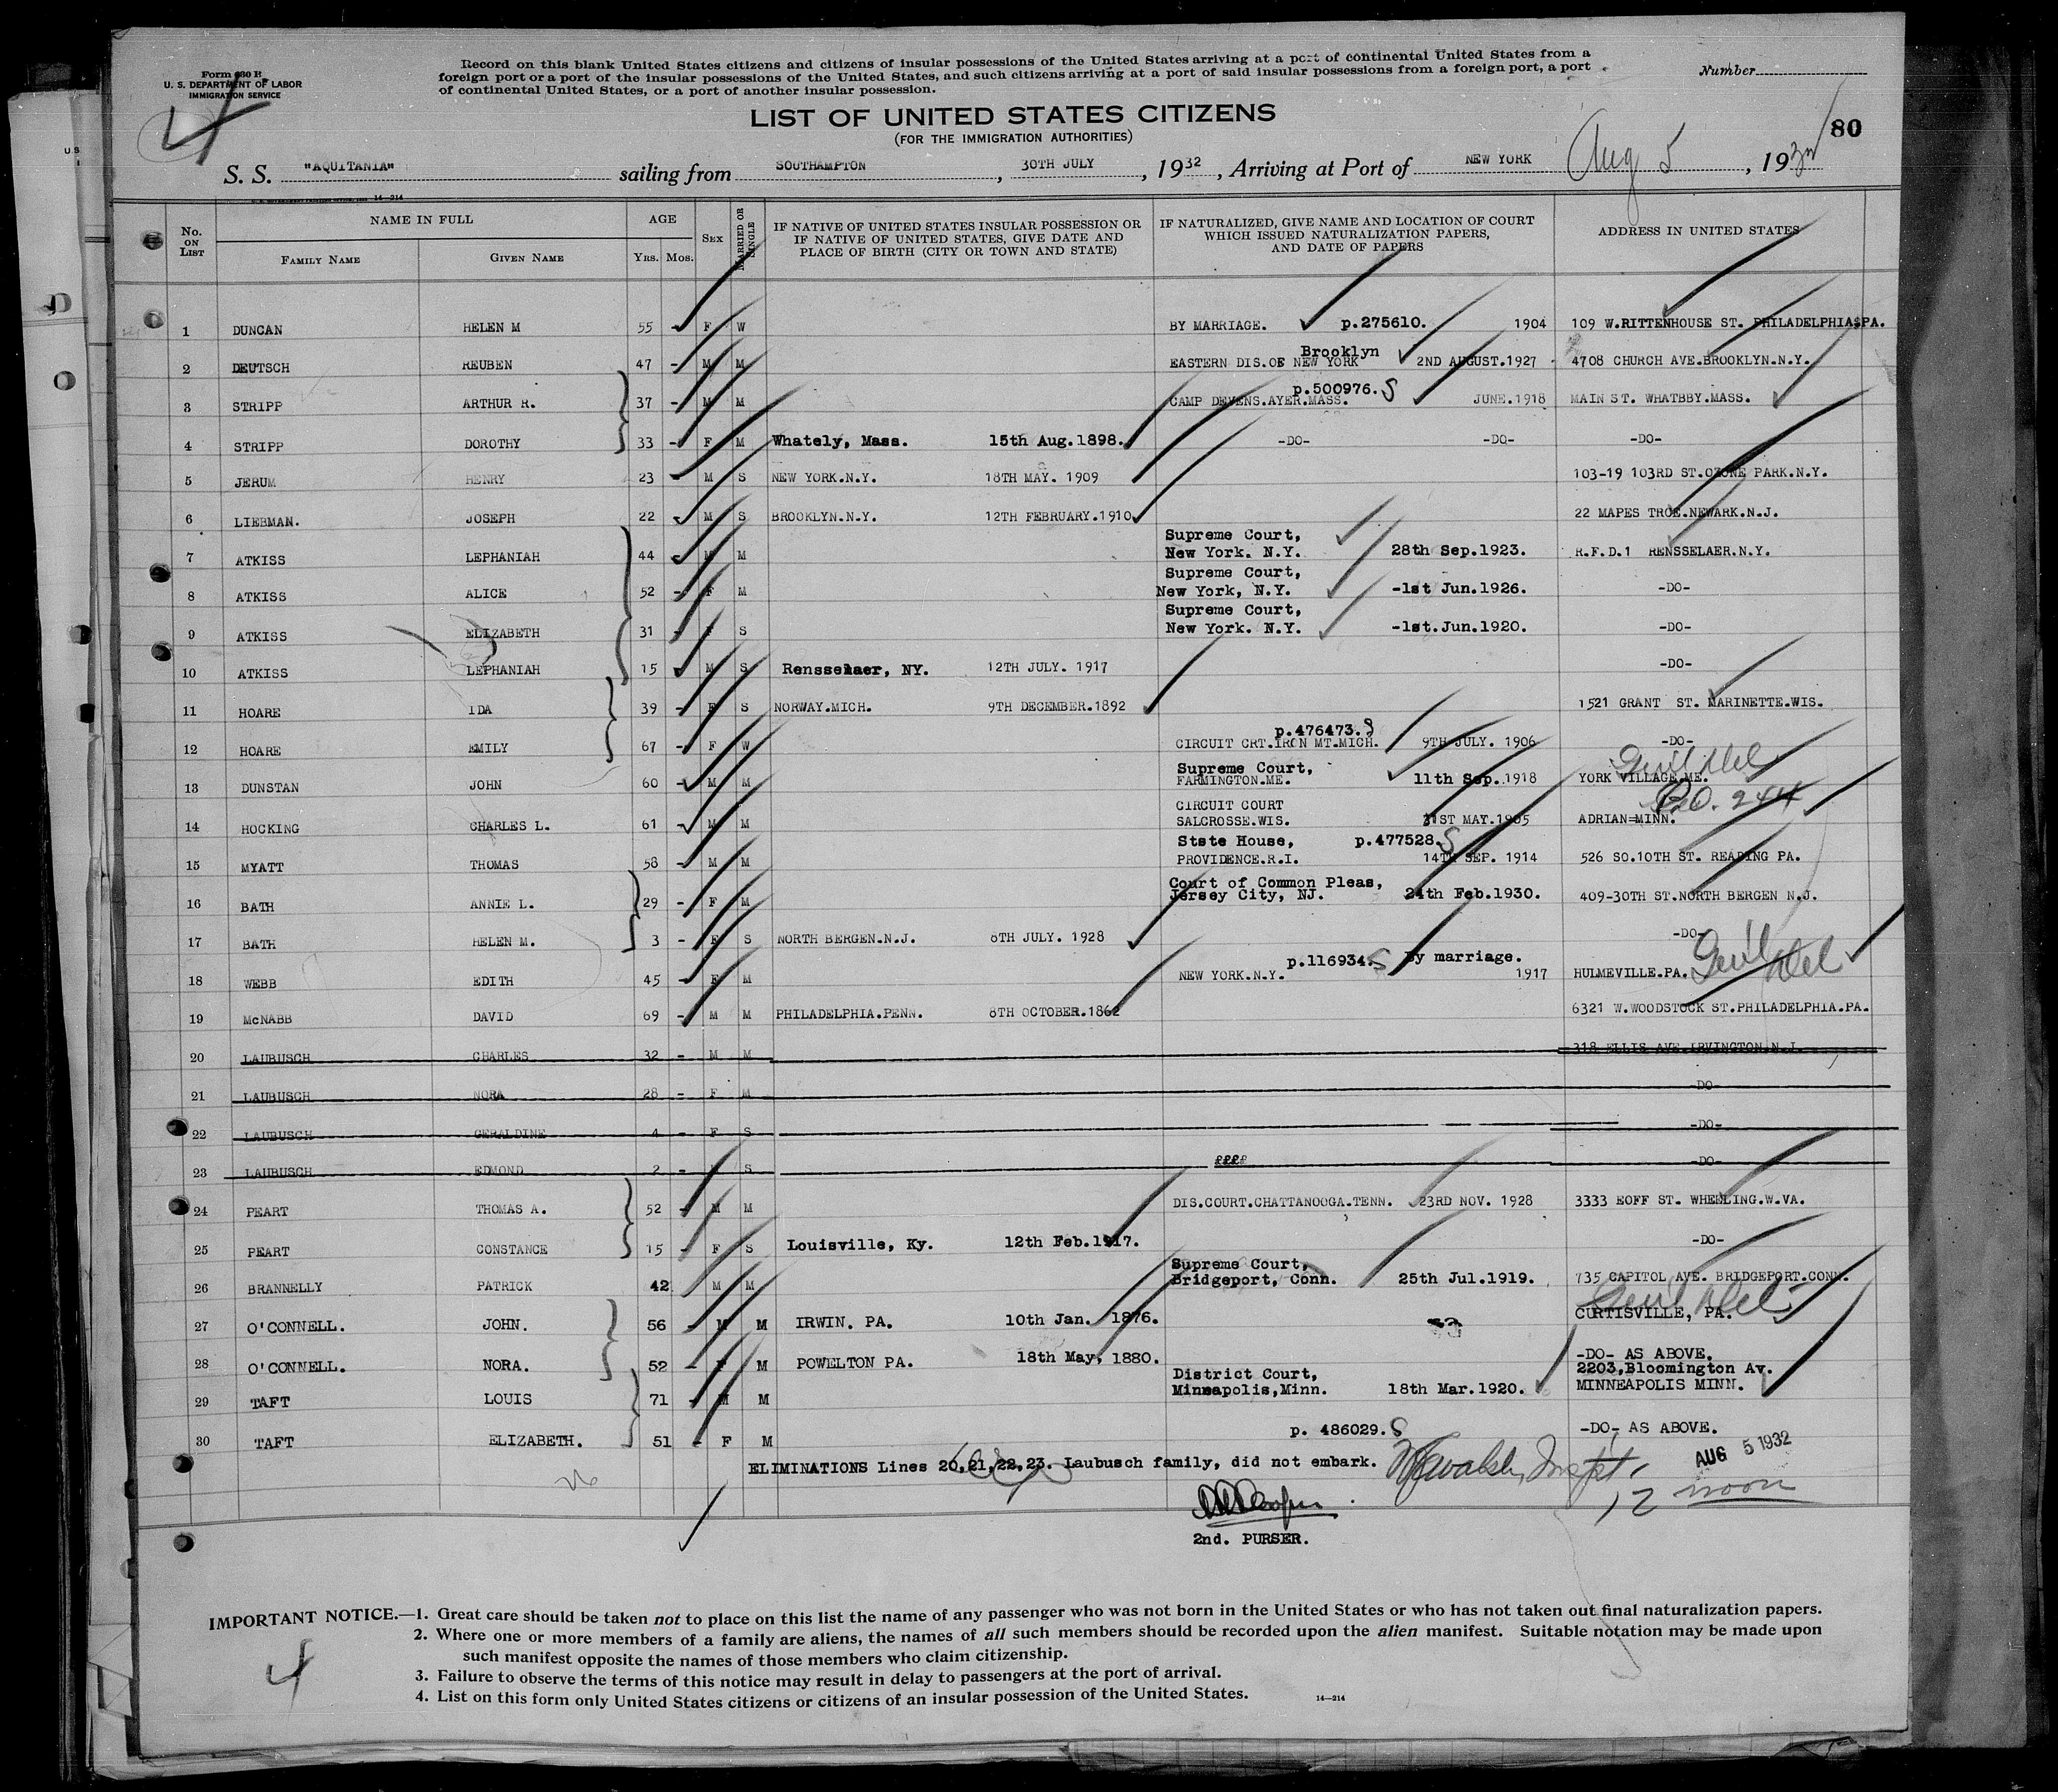 Form 630 B
U. S. DEPARTMENT OF LABOR
IMMIGRATION SERVICE
4
Record on this blank United States citizens and citizens of insular possessions of the United States arriving at a port of continental United States from a
foreign port or a port of the insular possessions of the United States, and such citizens arriving at a port of said insular possessions from a foreign port, a port
of continental United States, or a port of another insular possession.
Number
80
LIST OF UNITED STATES CITIZENS
(FOR THE IMMIGRATION AUTHORITIES)
S. S. "AQUITANIA" sailing from SOUTHAMPTON, 30TH JULY, 1932, Arriving at Port of NEW YORK Aug 5, 1932
14-214
No. ON LIST NAME IN FULL FAMILY NAME GIVEN NAME AGE YRS. MOS. SEX MARRIED OR SINGLE IF NATIVE OF UNITED STATES INSULAR POSSESSION OR IF NATIVE OF UNITED STATES, GIVE DATE AND PLACE OF BIRTH (CITY OR TOWN AND STATE) IF NATURALIZED, GIVE NAME AND LOCATION OF COURT WHICH ISSUED NATURALIZATION PAPERS, AND DATE OF PAPERS ADDRESS IN UNITED STATES
1 DUNCAN HELEN M 55 - F W BY MARRIAGE. p.275610. 1904 109 W.RITTENHOUSE ST. PHILADELPHIA$PA.
2 DEUTSCH REUBEN 47 - M M EASTERN DIS.OF NEW YORK Brooklyn 2ND AUGUST.1927 4708 CHURCH AVE.BROOKLYN.N.Y.
3 STRIPP ARTHUR R. 37 - M M CAMP DEVENS.AYER.MASS. p.500976.S JUNE.1918 MAIN ST. WHATBBY.MASS.
4 STRIPP DOROTHY 33 - F M Whately, Mass. 15th Aug.1898. -DO- -DO- -DO-
5 JERUM HENRY 23 - M S NEW YORK.N.Y. 18TH MAY. 1909 103-19 103RD ST.OZONE PARK.N.Y.
6 LIEBMAN. JOSEPH 22 - M S BROOKLYN.N.Y. 12TH FEBRUARY.1910 22 MAPES TRCE.NEWARK.N.J.
7 ATKISS LEPHANIAH 44 - M M Supreme Court, New York. N.Y. 28th Sep.1923. R.F.D.1 RENSSELAER.N.Y.
8 ATKISS ALICE 52 - F M Supreme Court, New York, N.Y. -1st Jun.1926. -DO-
9 ATKISS ELIZABETH 31 - F S Supreme Court, New York. N.Y. -1st.Jun.1920. -DO-
10 ATKISS LEPHANIAH 15 - M S Rensselaer, NY. 12TH JULY. 1917 -DO-
11 HOARE IDA 39 - F S NORWAY.MICH. 9TH DECEMBER.1892 1521 GRANT ST. MARINETTE.WIS.
12 HOARE EMILY 67 - F W p.476473.S CIRCUIT CRT.IRON MT.MICH. 9TH JULY. 1906 -DO-
13 DUNSTAN JOHN 60 - M M Supreme Court, FARMINGTON.ME. 11th Sep.1918 YORK VILLAGE.ME. Genl Del
14 HOCKING CHARLES L. 61 - M M CIRCUIT COURT SALCROSSE.WIS. 31ST MAY.1905 ADRIAN=MINN. P.O. 244
15 MYATT THOMAS 58 - M M State House, p.477528.S PROVIDENCE.R.I. 14TH SEP. 1914 526 SO.10TH ST. READING PA.
16 BATH ANNIE L. 29 - F M Court of Common Pleas, Jersey City, NJ. 24th Feb.1930. 409-30TH ST.NORTH BERGEN N.J.
17 BATH HELEN M. 3 - F S NORTH BERGEN.N.J. 8TH JULY. 1928 -DO-
18 WEBB EDITH 45 - F M NEW YORK.N.Y. p.116934.S By marriage. 1917 HULMEVILLE.PA. Genl Del
19 McNABB DAVID 69 - M M PHILADELPHIA.PENN. 8TH OCTOBER.1862 6321 W.WOODSTOCK ST.PHILADELPHIA.PA.
20 LAUBUSCH CHARLES 32 - M M 318 ELLIS AVE.IRVINGTON.N.J.
21 LAUBUSCH NORA 28 - F M -DO-
22 LAUBUSCH GERALDINE 4 - F S -DO-
23 LAUBUSCH EDMOND 2 - S -DO-
24 PEART THOMAS A. 52 - M M DIS.COURT.CHATTANOOGA.TENN. 23RD NOV. 1928 3333 EOFF ST. WHEELING.W.VA.
25 PEART CONSTANCE 15 - F S Louisville, Ky. 12th Feb.1917. -DO-
26 BRANNELLY PATRICK 42 M M Supreme Court, Bridgeport, Conn. 25th Jul.1919. 735 CAPITOL AVE. BRIDGEPORT.CONN.
27 O'CONNELL. JOHN. 56 - M M IRWIN. PA. 10th Jan. 1876. CURTISVILLE, PA. Genl Del
28 O'CONNELL. NORA. 52 - F M POWELTON PA. 18th May, 1880. -DO- AS ABOVE.
29 TAFT LOUIS 71 - M M District Court, Minneapolis,Minn. 18th Mar.1920. 2203,Bloomington Av. MINNEAPOLIS MINN.
30 TAFT ELIZABETH. 51 - F M p. 486029.S -DO- AS ABOVE.
ELIMINATIONS Lines 20,21,22,23. Laubusch family, did not embark.
AUG 5 1932
12 noon
26
2nd. PURSER.
IMPORTANT NOTICE.—1. Great care should be taken not to place on this list the name of any passenger who was not born in the United States or who has not taken out final naturalization papers.
2. Where one or more members of a family are aliens, the names of all such members should be recorded upon the alien manifest. Suitable notation may be made upon
such manifest opposite the names of those members who claim citizenship.
3. Failure to observe the terms of this notice may result in delay to passengers at the port of arrival.
4. List on this form only United States citizens or citizens of an insular possession of the United States.
14—214
4